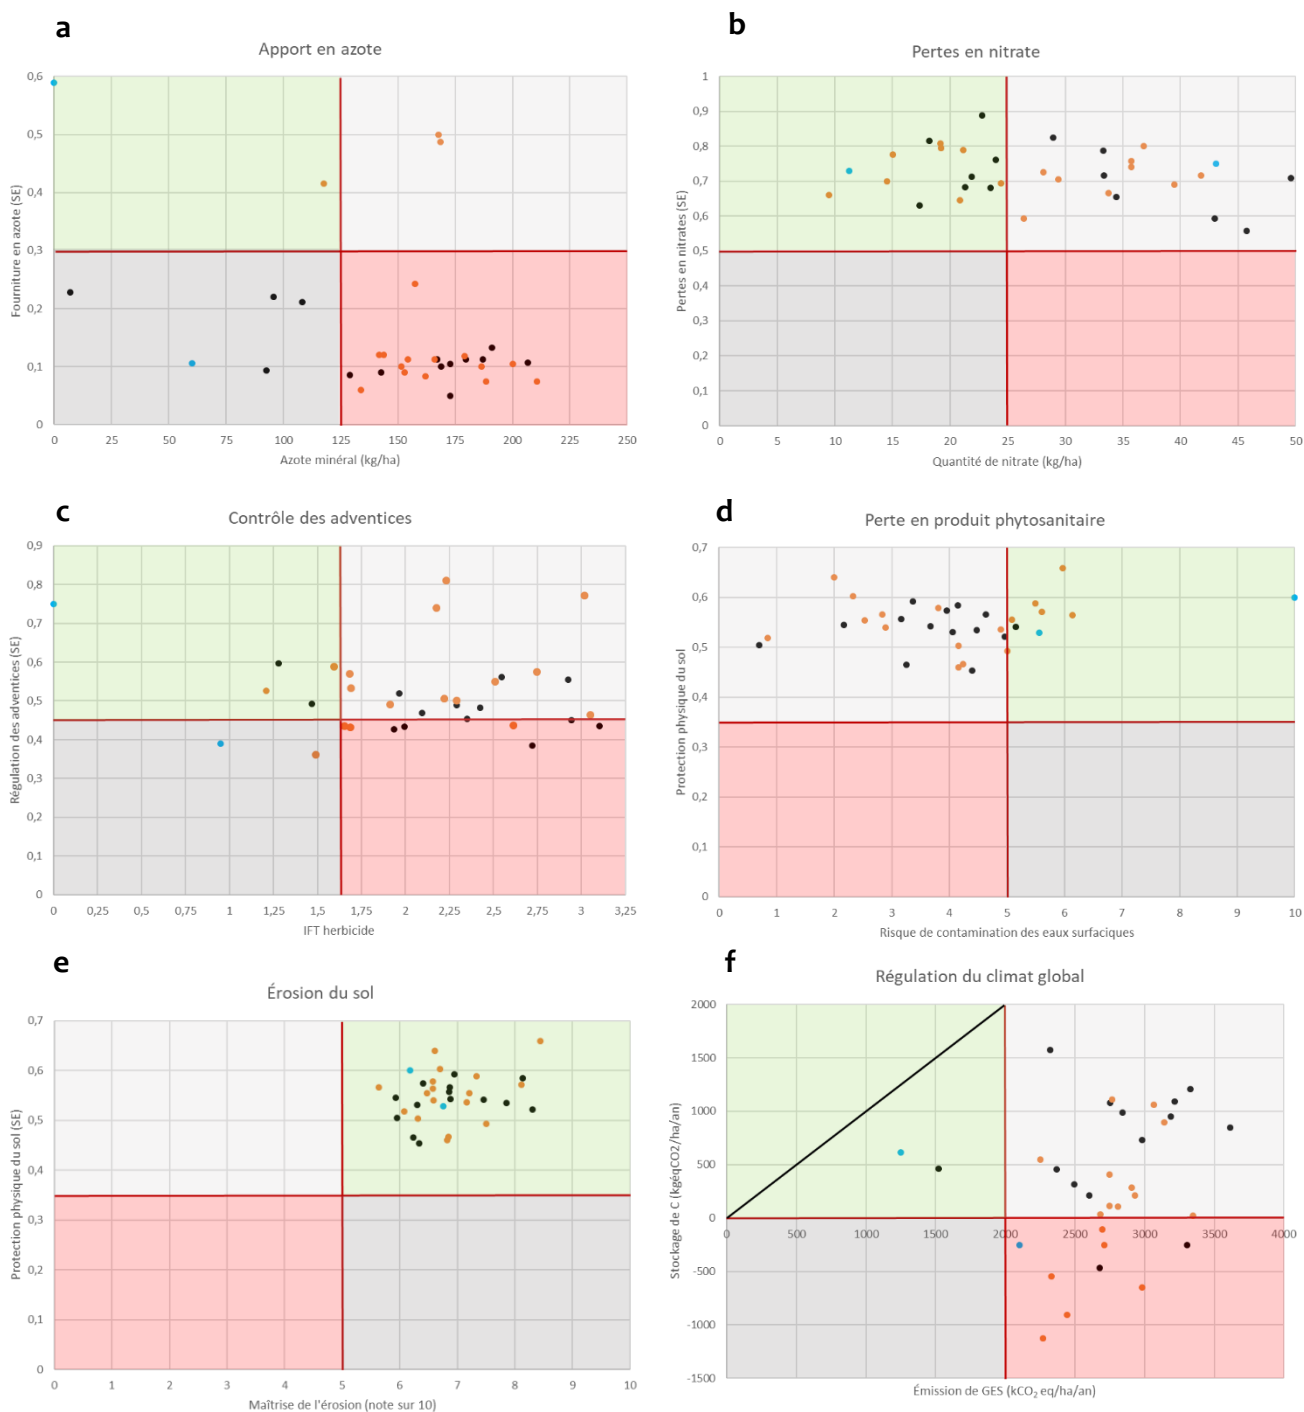 a
Apport en azote
0,6
0,5
0,4
0,3
0,2
0,1
0
Fourniture en azote (SE)
0 25 50 75 100 125 150 175 200 225 250
Azote minéral (kg/ha)
b
Pertes en nitrate
1
0,9
0,8
0,7
0,6
0,5
0,4
0,3
0,2
0,1
0
Pertes en nitrates (SE)
0 5 10 15 20 25 30 35 40 45 50
Quantité de nitrate (kg/ha)
c
Contrôle des adventices
0,9
0,8
0,7
0,6
0,5
0,4
0,3
0,2
0,1
0
Régulation des adventices (SE)
0 0,25 0,5 0,75 1 1,25 1,5 1,75 2 2,25 2,5 2,75 3 3,25
IFT herbicide
d
Perte en produit phytosanitaire
0,7
0,6
0,5
0,4
0,3
0,2
0,1
0
Protection physique du sol
0 1 2 3 4 5 6 7 8 9 10
Risque de contamination des eaux surfaciques
e
Érosion du sol
0,7
0,6
0,5
0,4
0,3
0,2
0,1
0
Protection physique du sol (SE)
0 1 2 3 4 5 6 7 8 9 10
Maîtrise de l'érosion (note sur 10)
f
Régulation du climat global
2000
1500
1000
500
0
-500
-1000
-1500
Stockage de C (kgéqCO2/ha/an)
0 500 1000 1500 2000 2500 3000 3500 4000
Émission de GES (kCO₂ eq/ha/an)